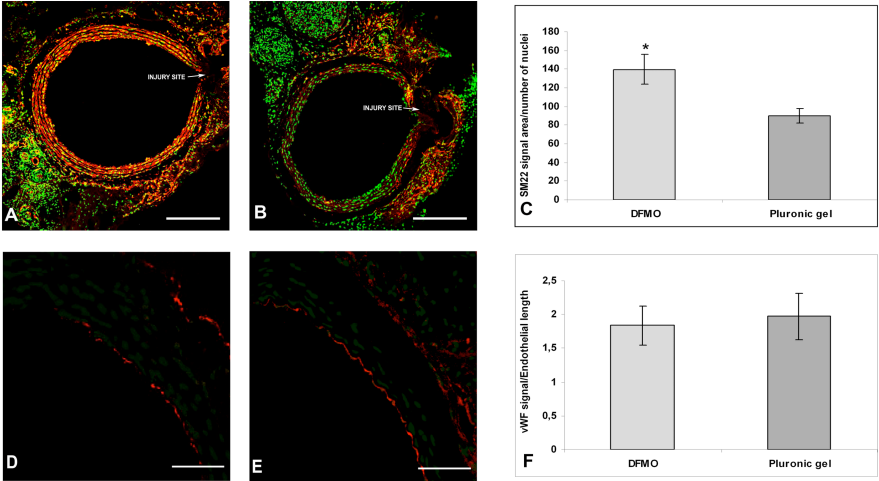 INJURY SITE
A
INJURY SITE
B
SM22 signal area/number of nuclei
180
160
140
120
100
80
60
40
20
0
*
DFMO
Pluronic gel
C
D
E
vWF signal/Endothelial length
2,5
2
1,5
1
0,5
0
DFMO
Pluronic gel
F